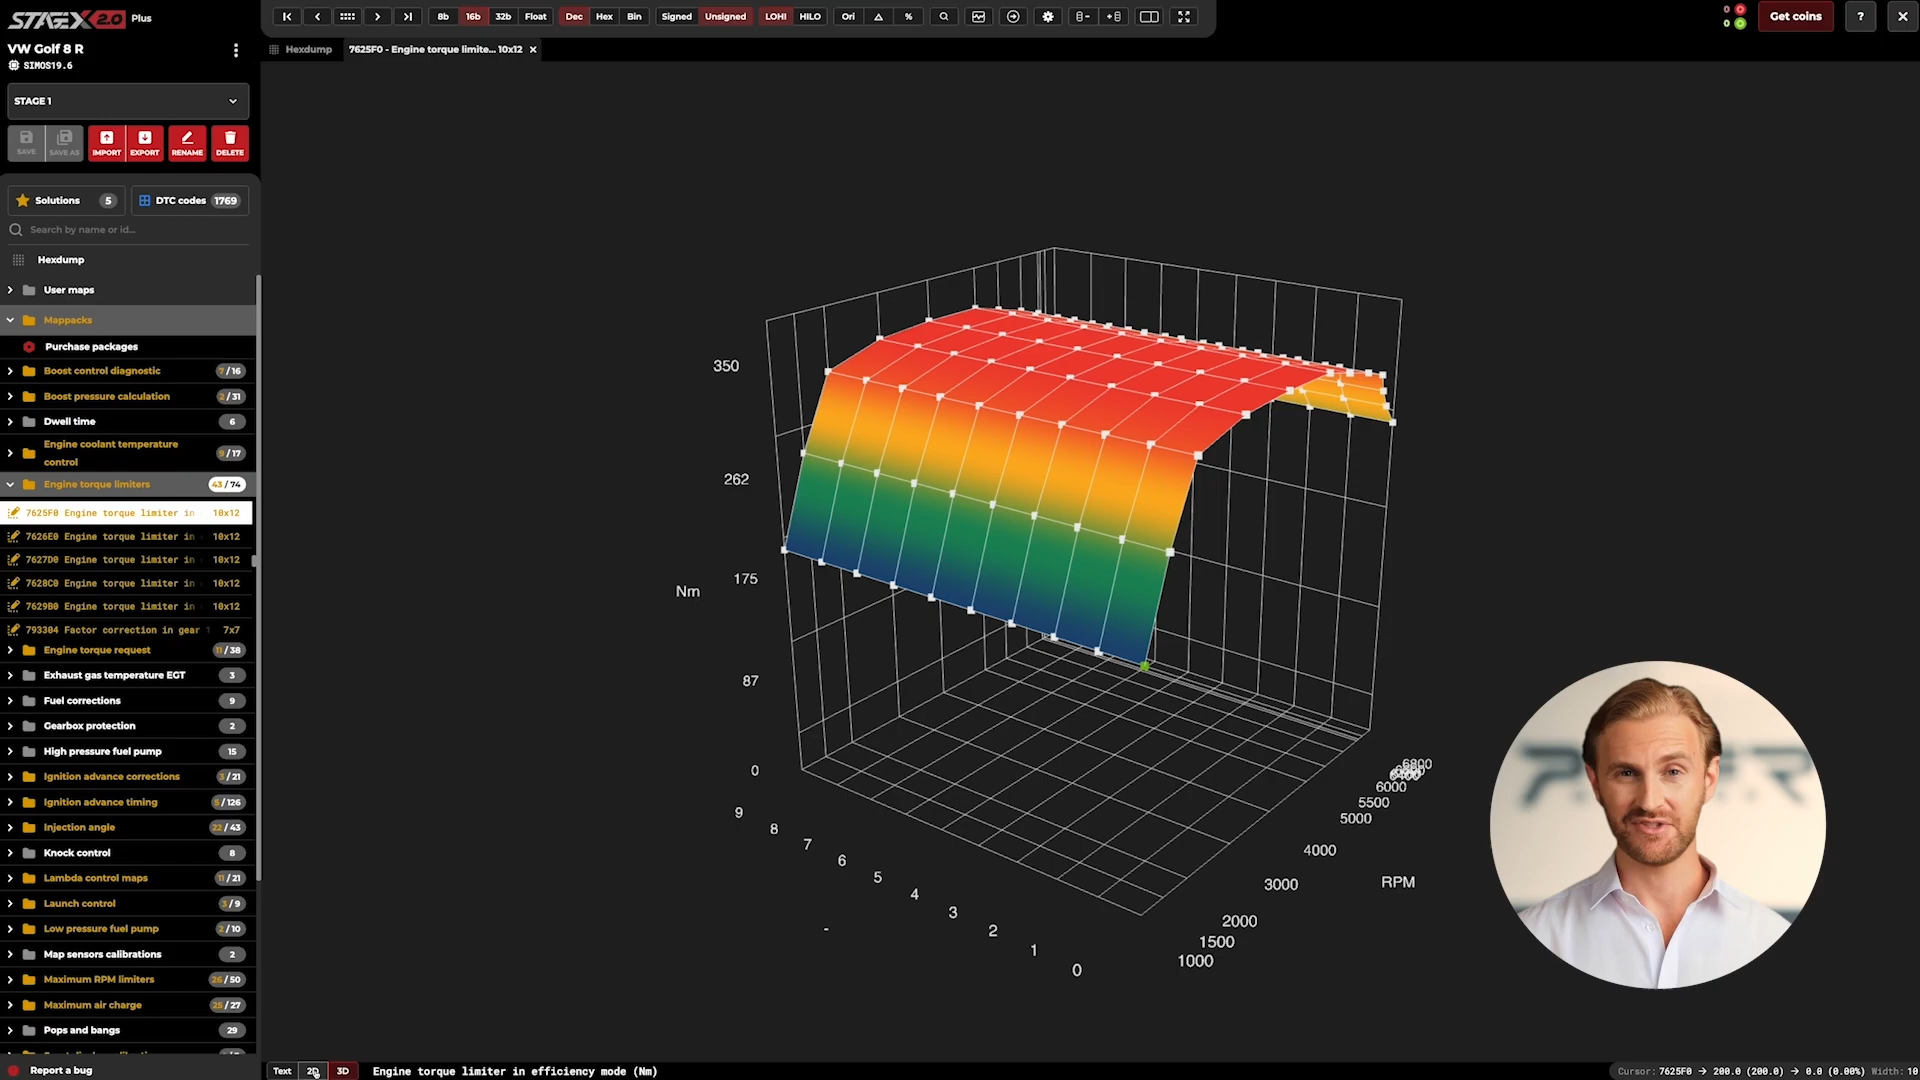 STAGEX 2.0 Plus
8b 16b 32b Float Dec Hex Bin Signed Unsigned LOHI HILO Ori △ %
0
0
Get coins
?
VW Golf 8 R
SIMOS19.6
Hexdump
7625F0 - Engine torque limite... 10x12
STAGE 1
SAVE
SAVE AS
IMPORT
EXPORT
RENAME
DELETE
Solutions 5
DTC codes 1769
Search by name or id...
Hexdump
User maps
Mappacks
Purchase packages
Boost control diagnostic 7 / 16
Boost pressure calculation 2 / 31
Dwell time 6
Engine coolant temperature control 9 / 17
Engine torque limiters 43 / 74
7625F0 Engine torque limiter in 10x12
7626E0 Engine torque limiter in 10x12
7627D0 Engine torque limiter in 10x12
7628C0 Engine torque limiter in 10x12
7629B0 Engine torque limiter in 10x12
793304 Factor correction in gear 7x7
Engine torque request 11 / 38
Exhaust gas temperature EGT 3
Fuel corrections 9
Gearbox protection 2
High pressure fuel pump 15
Ignition advance corrections 3 / 21
Ignition advance timing 5 / 126
Injection angle 22 / 43
Knock control 8
Lambda control maps 11 / 21
Launch control 3 / 9
Low pressure fuel pump 2 / 10
Map sensors calibrations 2
Maximum RPM limiters 26 / 50
Maximum air charge 25 / 27
Pops and bangs 29
Report a bug
350
262
175
Nm
87
0
9
8
7
6
5
4
3
2
1
0
-
6800
6000
5500
5000
4000
3000
RPM
2000
1500
1000
Text 2D 3D Engine torque limiter in efficiency mode (Nm)
Cursor: 7625F0 → 200.0 (200.0) → 0.0 (0.00%) Width: 10